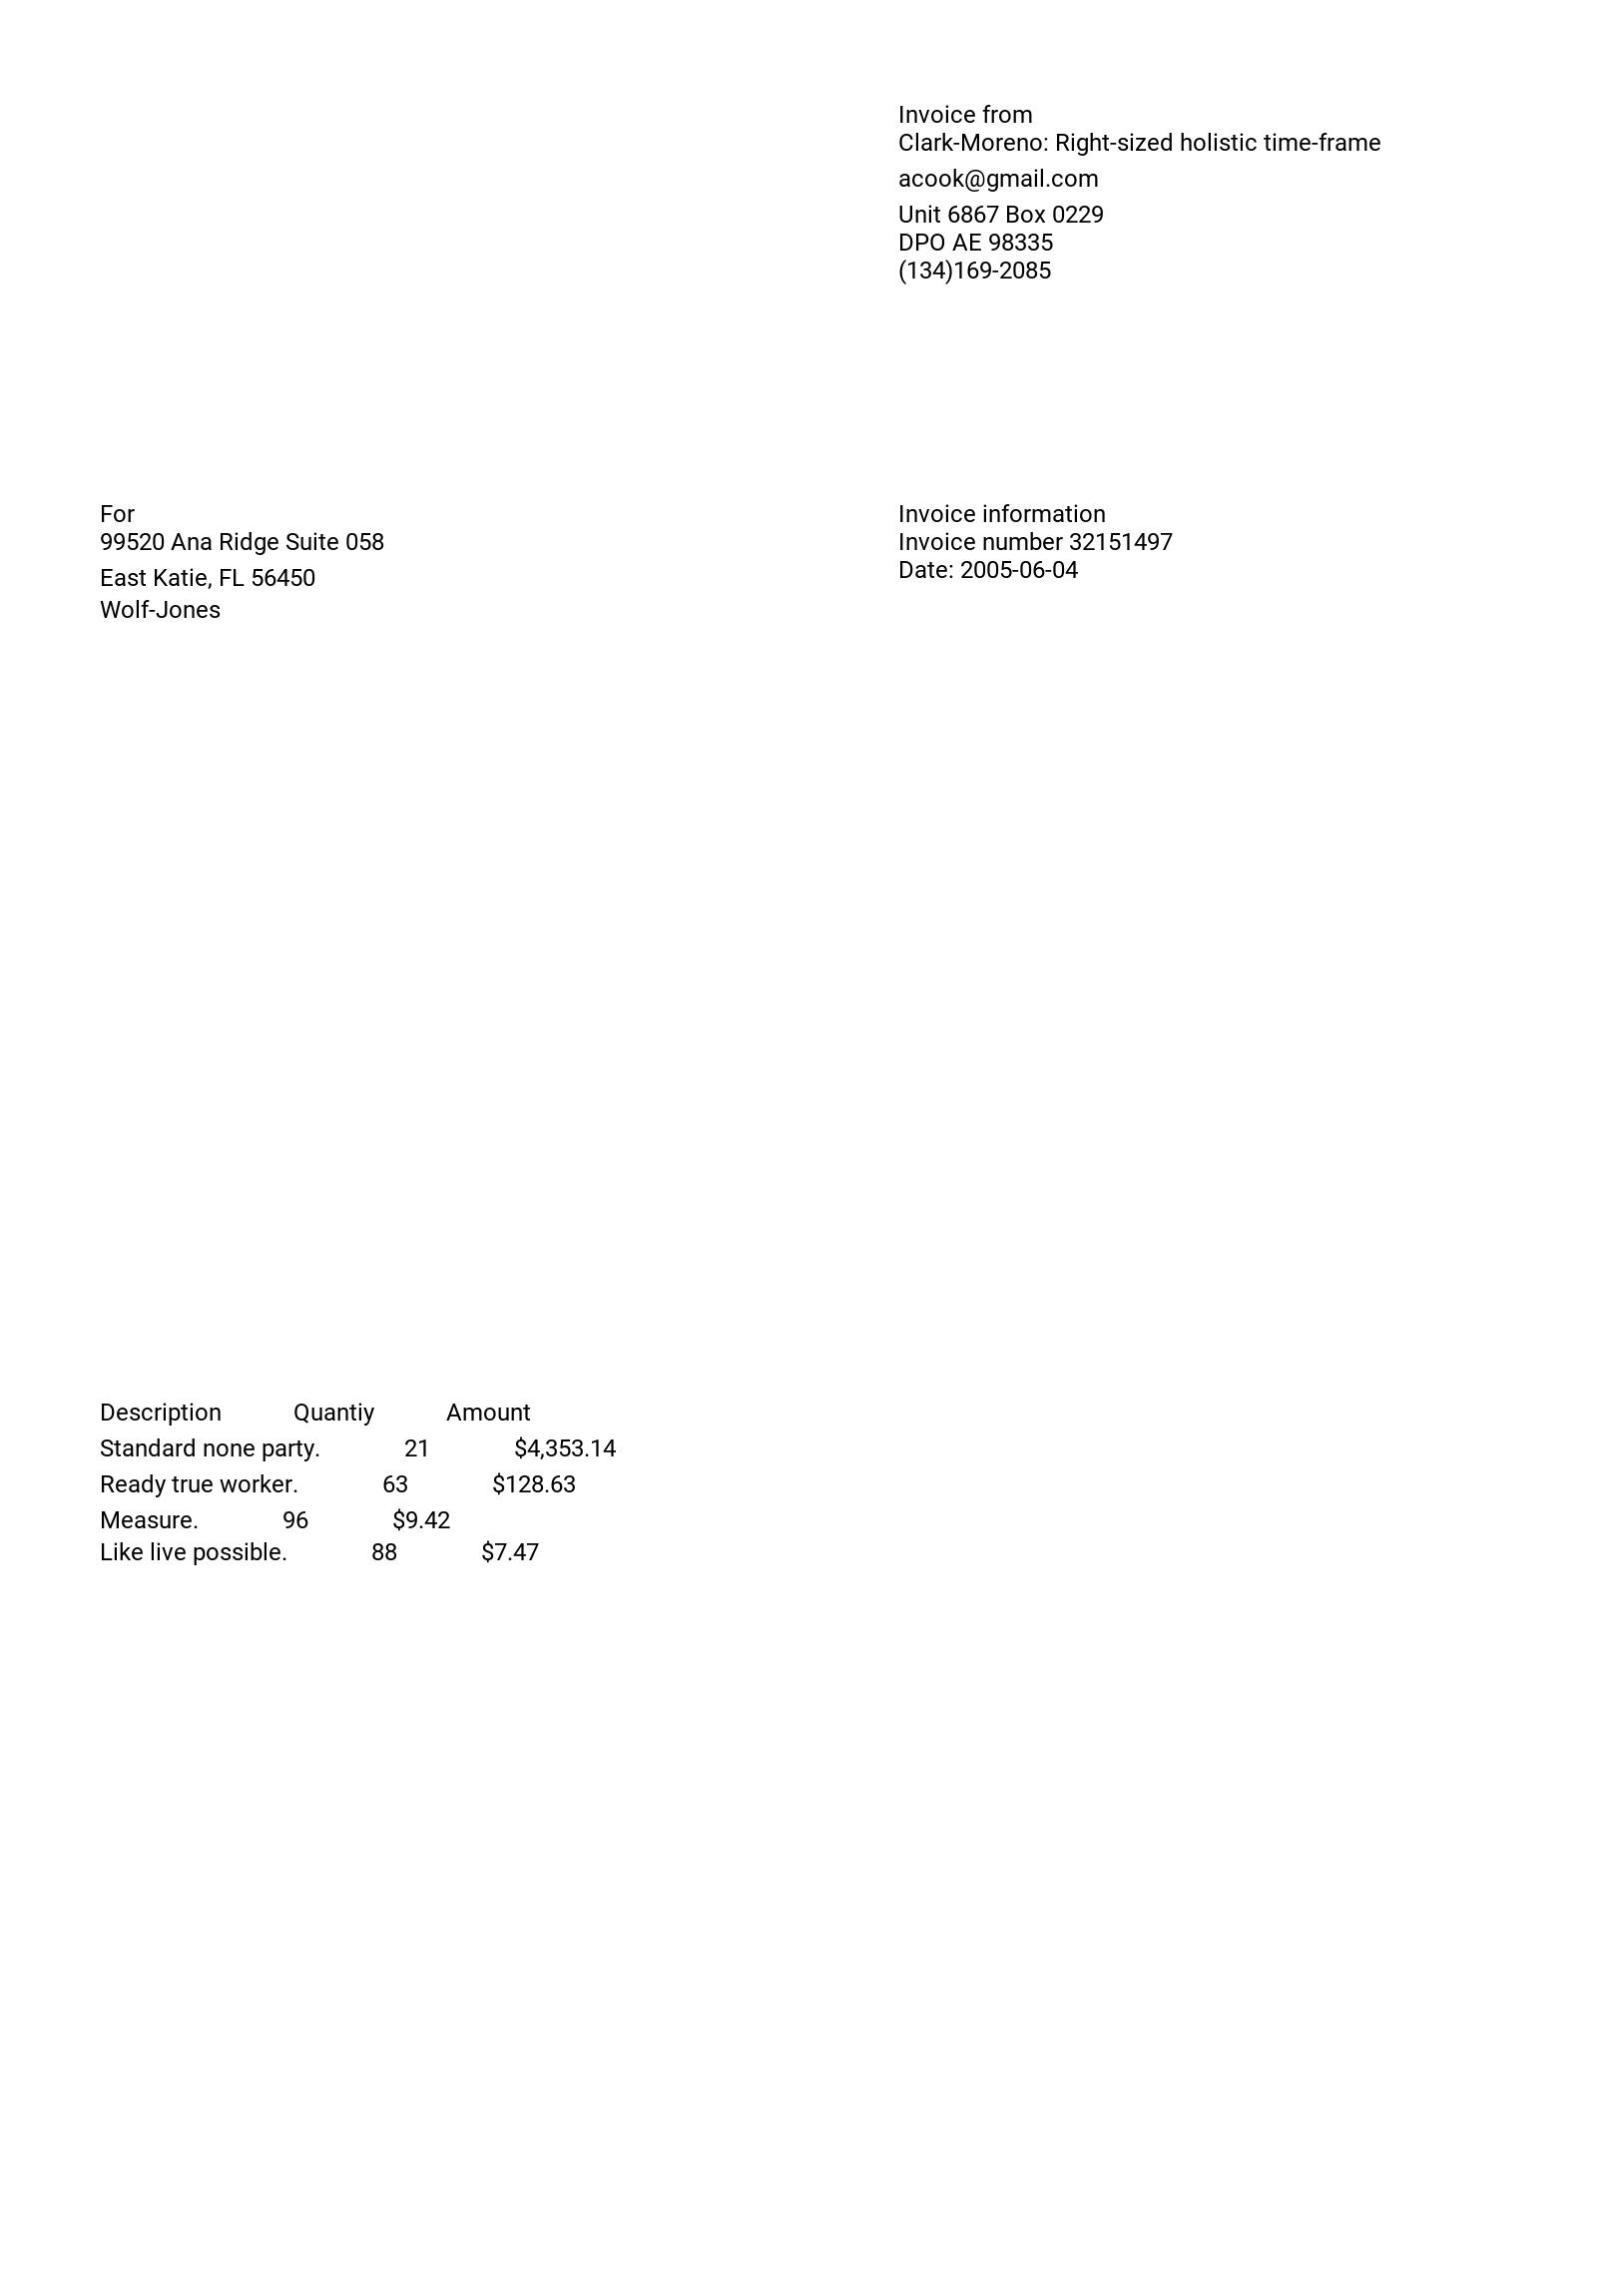 Invoice from
Clark-Moreno: Right-sized holistic time-frame
acook@gmail.com
Unit 6867 Box 0229
DPO AE 98335
(134)169-2085
For
99520 Ana Ridge Suite 058
East Katie, FL 56450
Wolf-Jones
Invoice information
Invoice number 32151497
Date: 2005-06-04
Description Quantiy Amount
Standard none party. 21 $4,353.14
Ready true worker. 63 $128.63
Measure. 96 $9.42
Like live possible. 88 $7.47